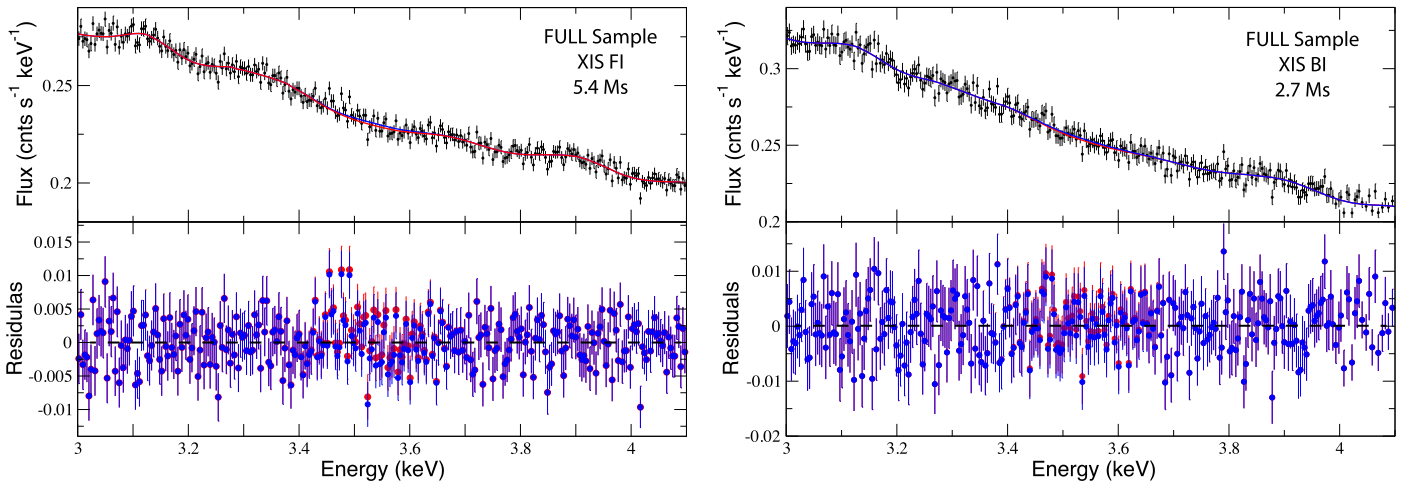 FULL Sample
XIS FI
5.4 Ms
Flux (cnts s-1 keV-1)
0.25
0.2
Residulas
0.015
0.01
0.005
0
-0.005
-0.01
3 3.2 3.4 3.6 3.8 4
Energy (keV)
FULL Sample
XIS BI
2.7 Ms
Flux (cnts s-1 keV-1)
0.3
0.25
0.2
Residuals
0.01
0
-0.01
-0.02
3 3.2 3.4 3.6 3.8 4
Energy (keV)